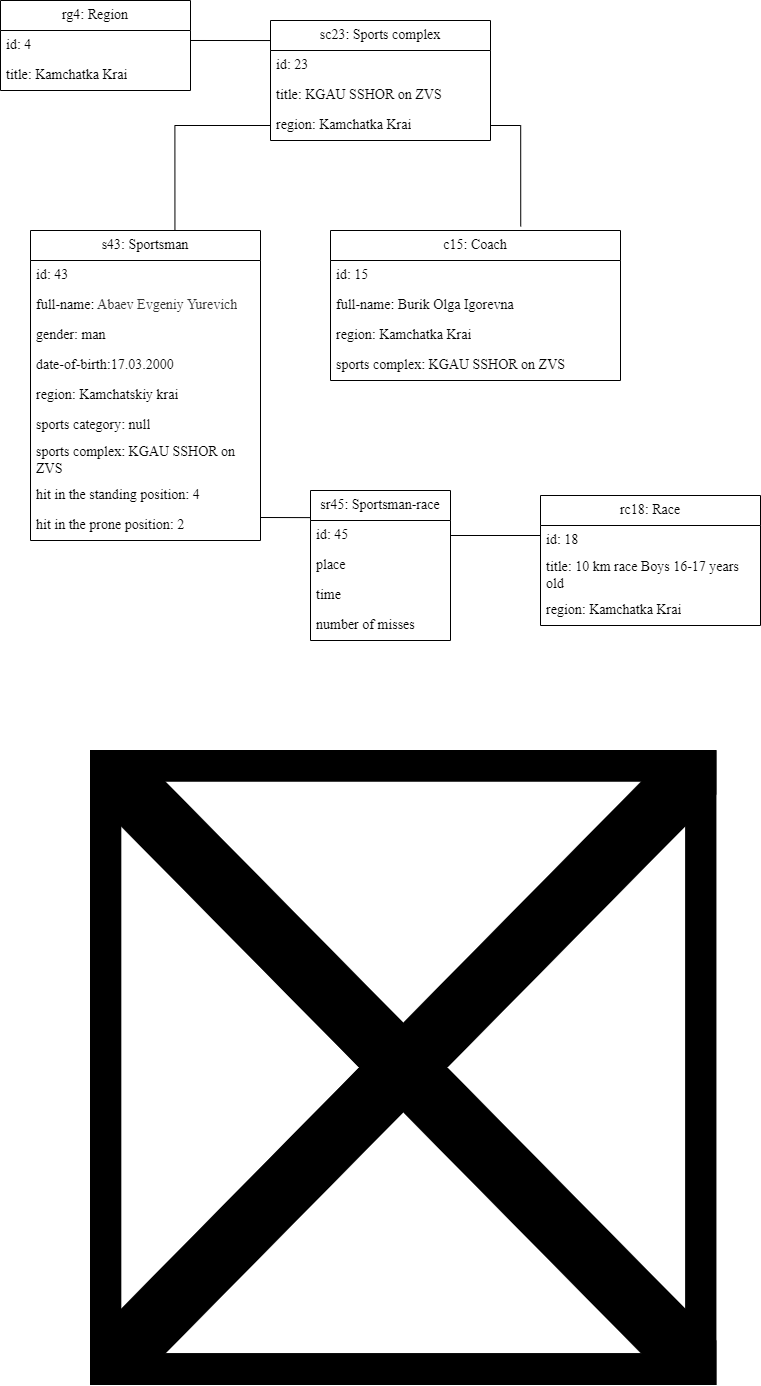 rg4: Region
id: 4
title: Kamchatka Krai
sc23: Sports complex
id: 23
title: KGAU SSHOR on ZVS
region: Kamchatka Krai
s43: Sportsman
id: 43
full-name: Abaev Evgeniy Yurevich
gender: man
date-of-birth:17.03.2000
region: Kamchatskiy krai
sports category: null
sports complex: KGAU SSHOR on
ZVS
hit in the standing position: 4
hit in the prone position: 2
c15: Coach
id: 15
full-name: Burik Olga Igorevna
region: Kamchatka Krai
sports complex: KGAU SSHOR on ZVS
sr45: Sportsman-race
id: 45
place
time
number of misses
rc18: Race
id: 18
title: 10 km race Boys 16-17 years
old
region: Kamchatka Krai